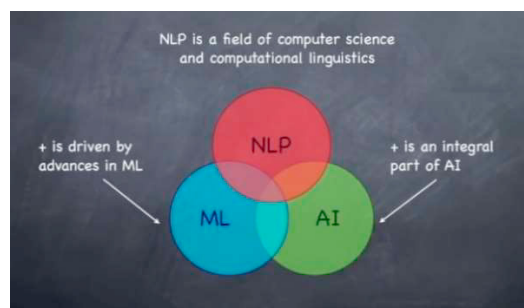 NLP is a field of computer science
and computational linguistics
+ is driven by
advances in ML
+ is an integral
part of AI
NLP
ML
AI